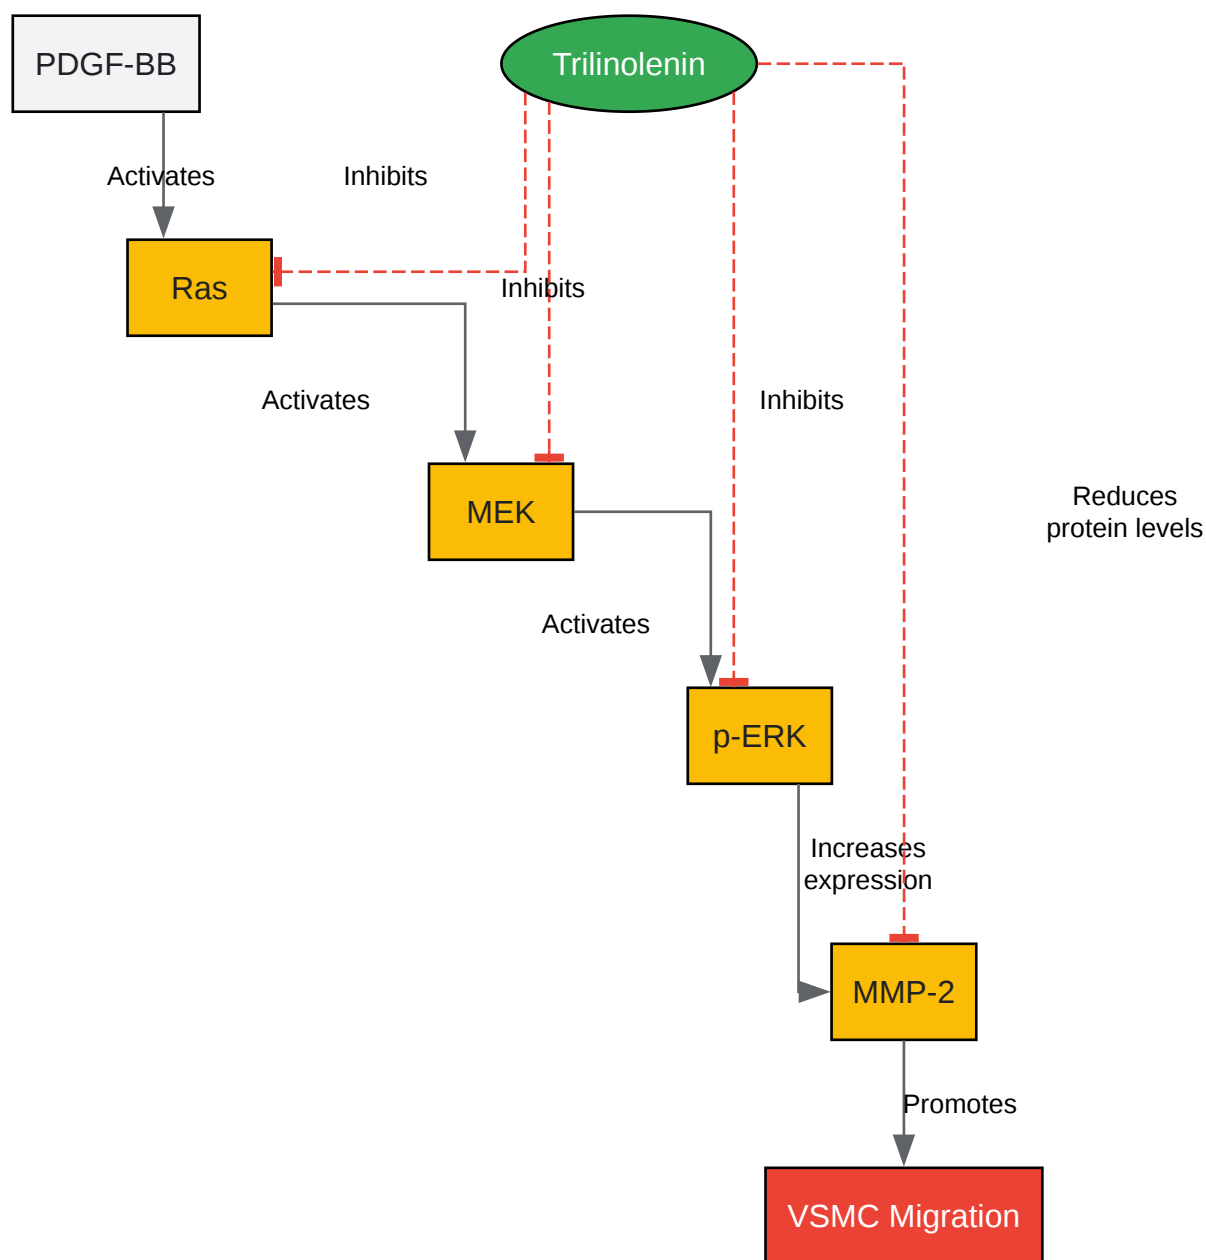 PDGF-BB
Trilinolenin
Activates
Inhibits
Ras
Inhibits
Activates
Inhibits
Reduces
protein levels
MEK
Activates
p-ERK
Increases
expression
MMP-2
Promotes
VSMC Migration